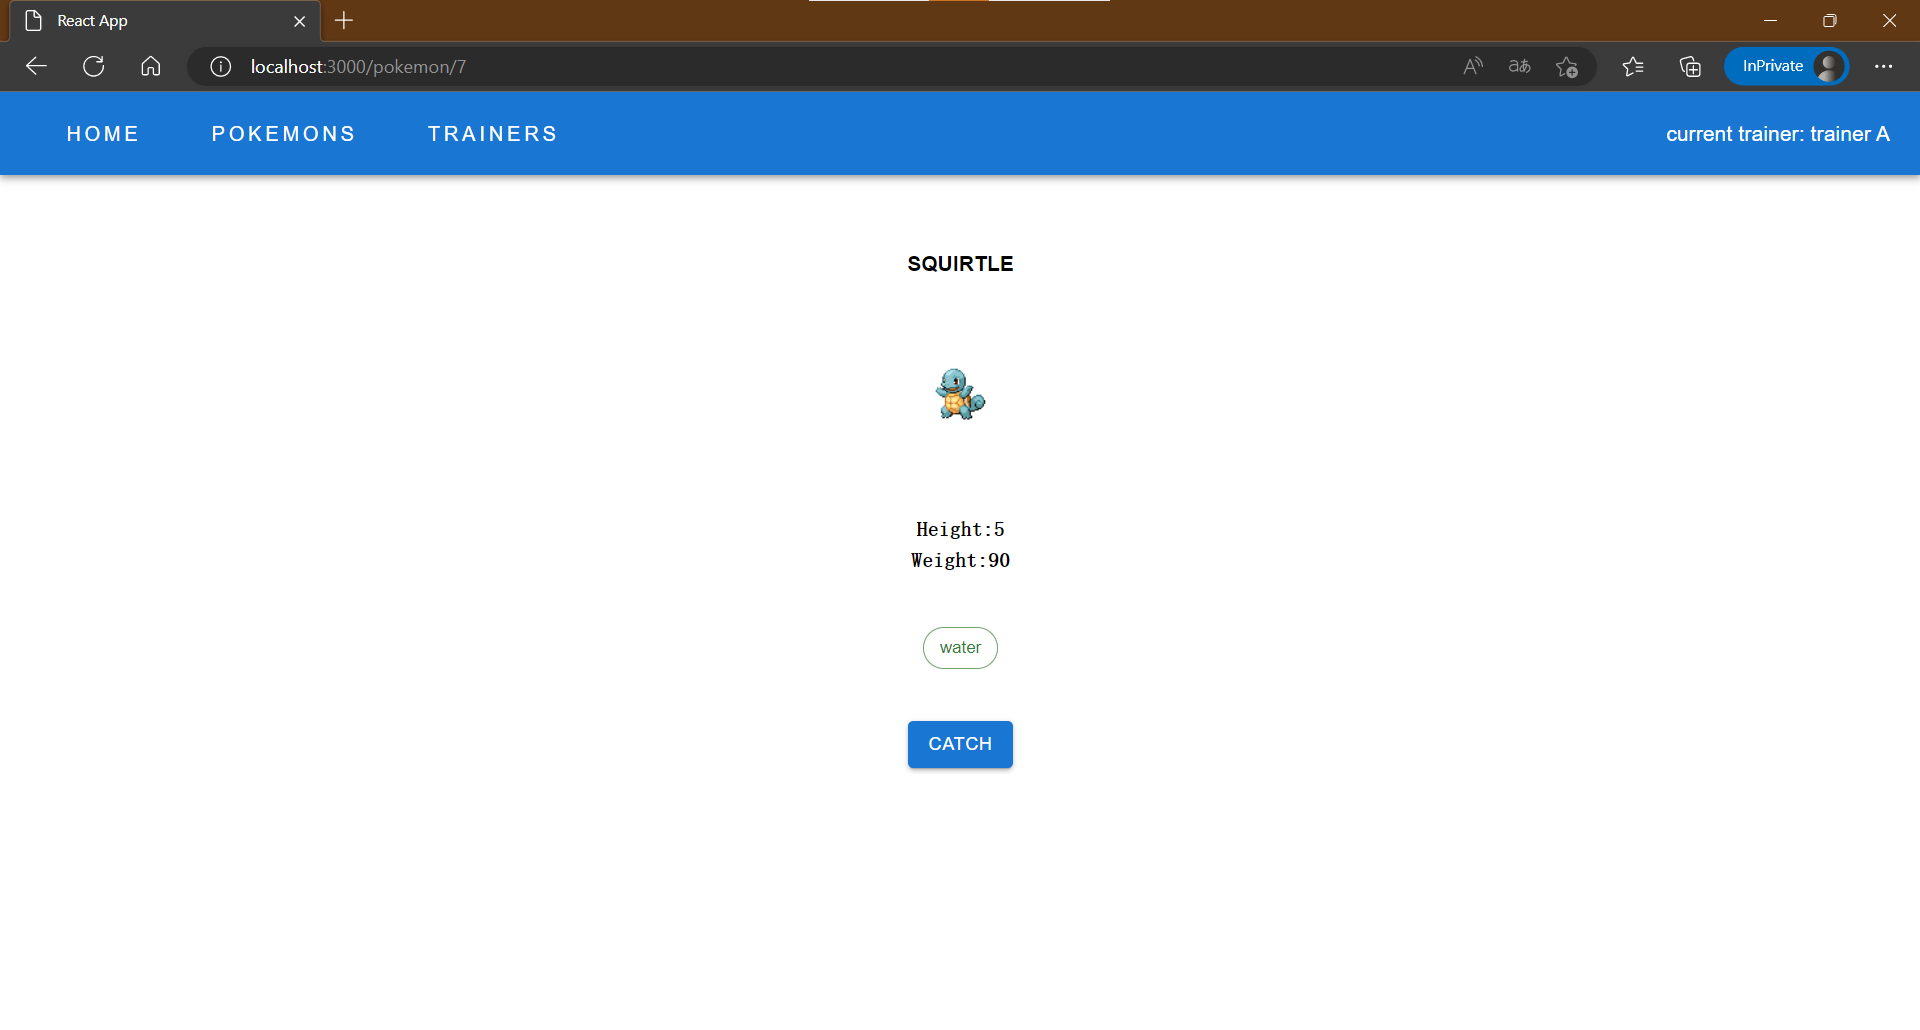 React App
localhost:3000/pokemon/7
InPrivate
HOME POKEMONS TRAINERS current trainer: trainer A
SQUIRTLE
Height:5
Weight:90
water
CATCH